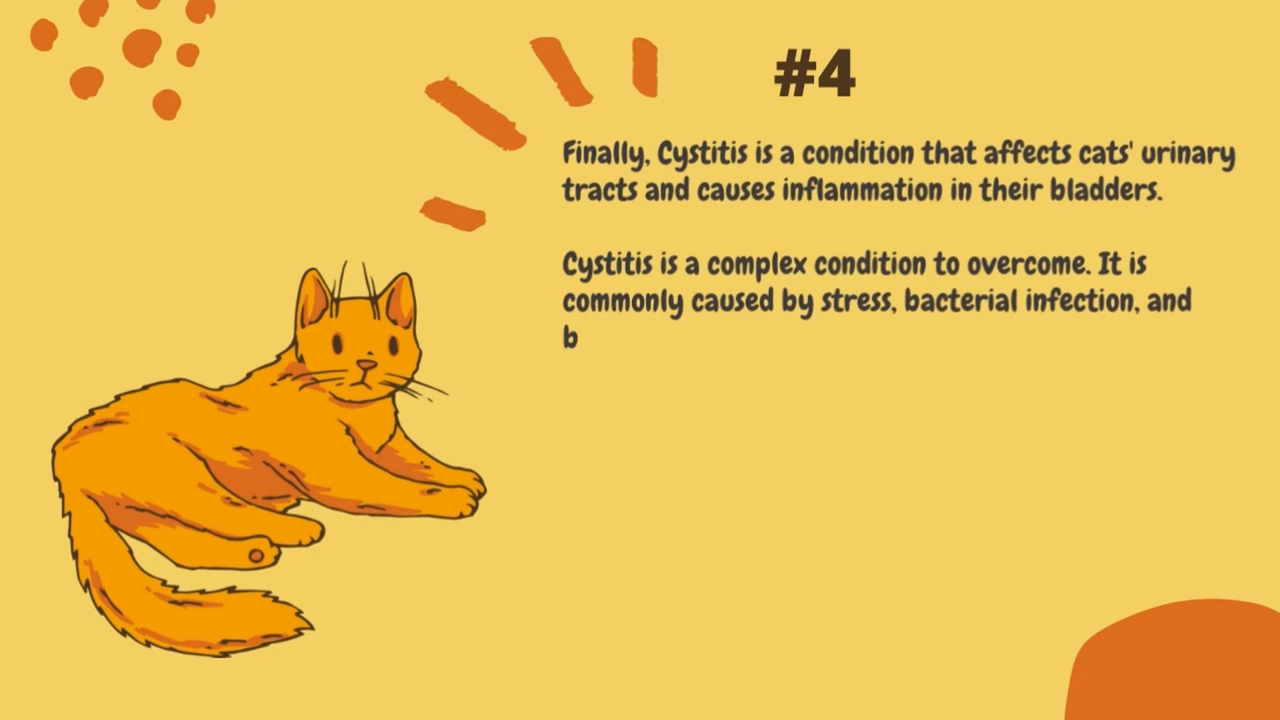 #4
Finally, Cystitis is a condition that affects cats' urinary
tracts and causes inflammation in their bladders.
Cystitis is a complex condition to overcome. It is
commonly caused by stress, bacterial infection, and
b